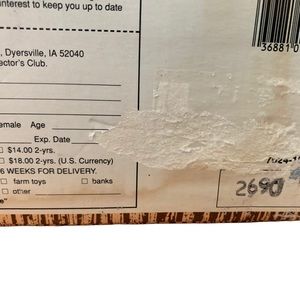 interest to keep you up to date
, Dyersville, IA 52040
ector's Club.
36881 0
emale Age
Exp. Date
$14.00 2-yrs.
$18.00 2-yrs. (U.S. Currency)
6 WEEKS FOR DELIVERY.
farm toys banks
other
e"
2690